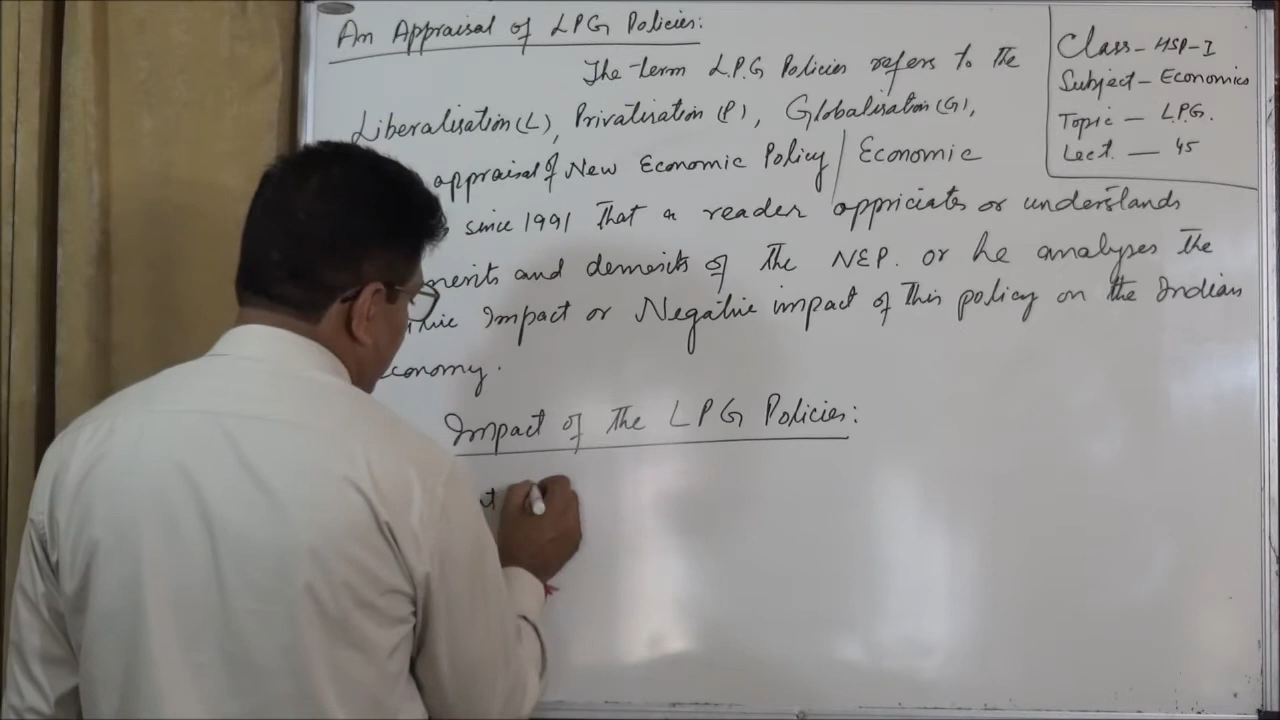 An Appraisal of LPG Policies:
The term L.P.G Policies refers to the
Liberalisation (L), Privatisation (P), Globalisation (G),
appraisal of New Economic Policy / Economic
since 1991 That a reader appriciates or understands
merits and demerits of The NEP. or he analyses the
Impact or Negative impact of This policy on the Indian
conomy.
Impact of the LPG Policies:
Class - HSP-I
Subject - Economics
Topic - L.P.G.
Lect. - 45